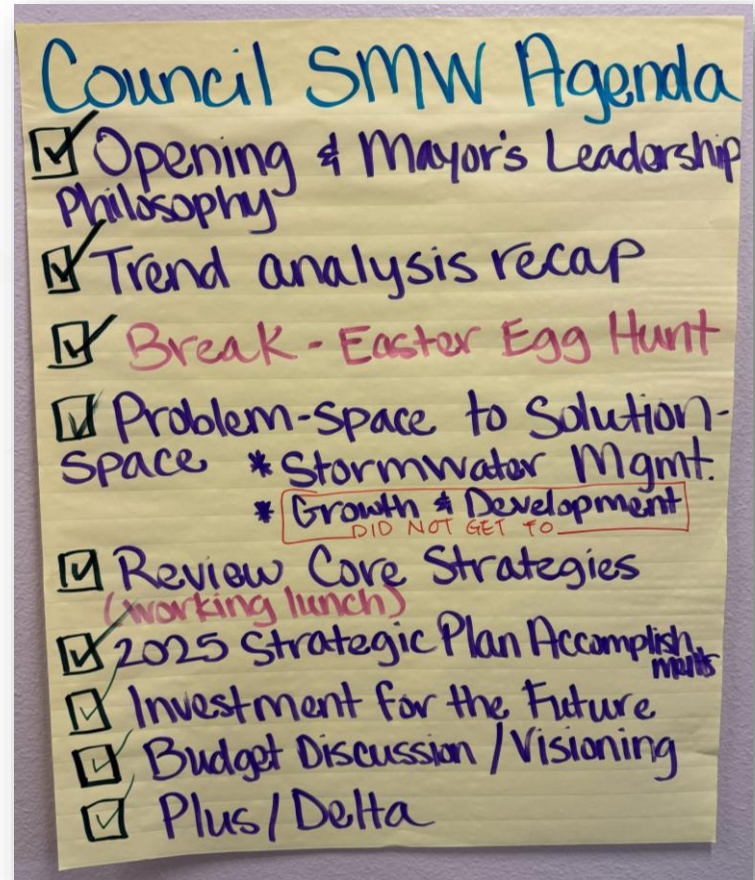 Council SMW Agenda
Opening & Mayor's Leadership
Philosophy
Trend analysis recap
Break - Easter Egg Hunt
Problem-space to Solution-
space * Stormwater Mgmt.
* Growth & Development
DID NOT GET TO
Review Core Strategies
(working lunch)
2025 Strategic Plan Accomplish
ments
Investment for the Future
Budget Discussion / Visioning
Plus / Delta